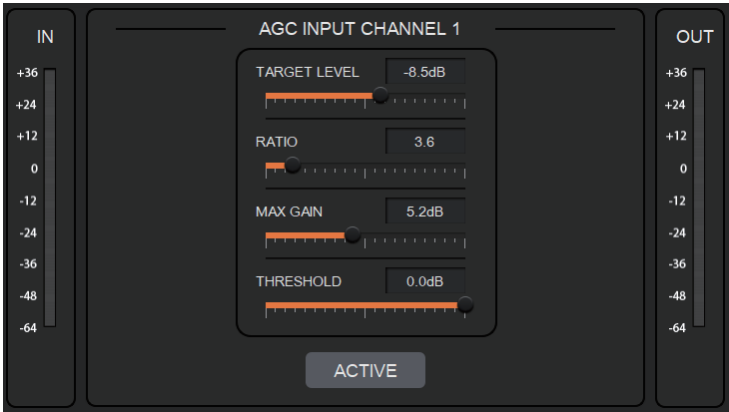 IN
+36
+24
+12
0
-12
-24
-36
-48
-64
AGC INPUT CHANNEL 1
TARGET LEVEL -8.5dB
RATIO 3.6
MAX GAIN 5.2dB
THRESHOLD 0.0dB
ACTIVE
OUT
+36
+24
+12
0
-12
-24
-36
-48
-64